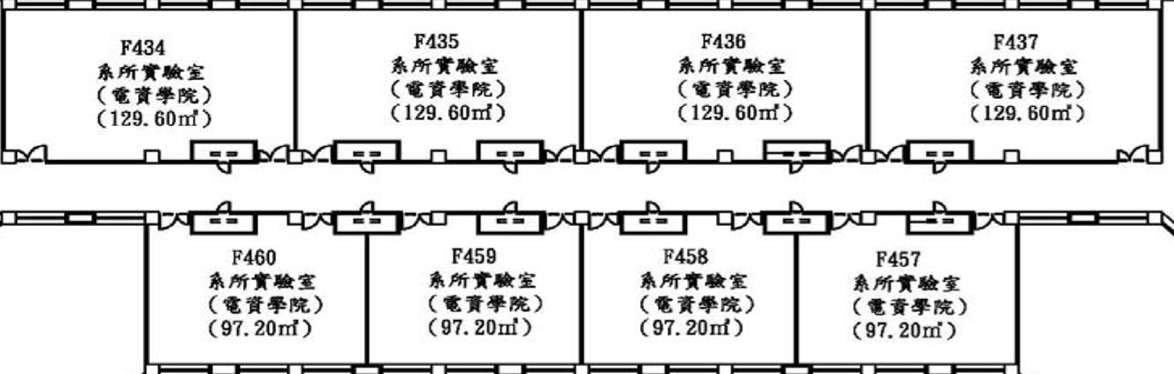 F434
系所實驗室
（電資學院）
（129.60㎡）
F435
系所實驗室
（電資學院）
（129.60㎡）
F436
系所實驗室
（電資學院）
（129.60㎡）
F437
系所實驗室
（電資學院）
（129.60㎡）
F460
系所實驗室
（電資學院）
（97.20㎡）
F459
系所實驗室
（電資學院）
（97.20㎡）
F458
系所實驗室
（電資學院）
（97.20㎡）
F457
系所實驗室
（電資學院）
（97.20㎡）